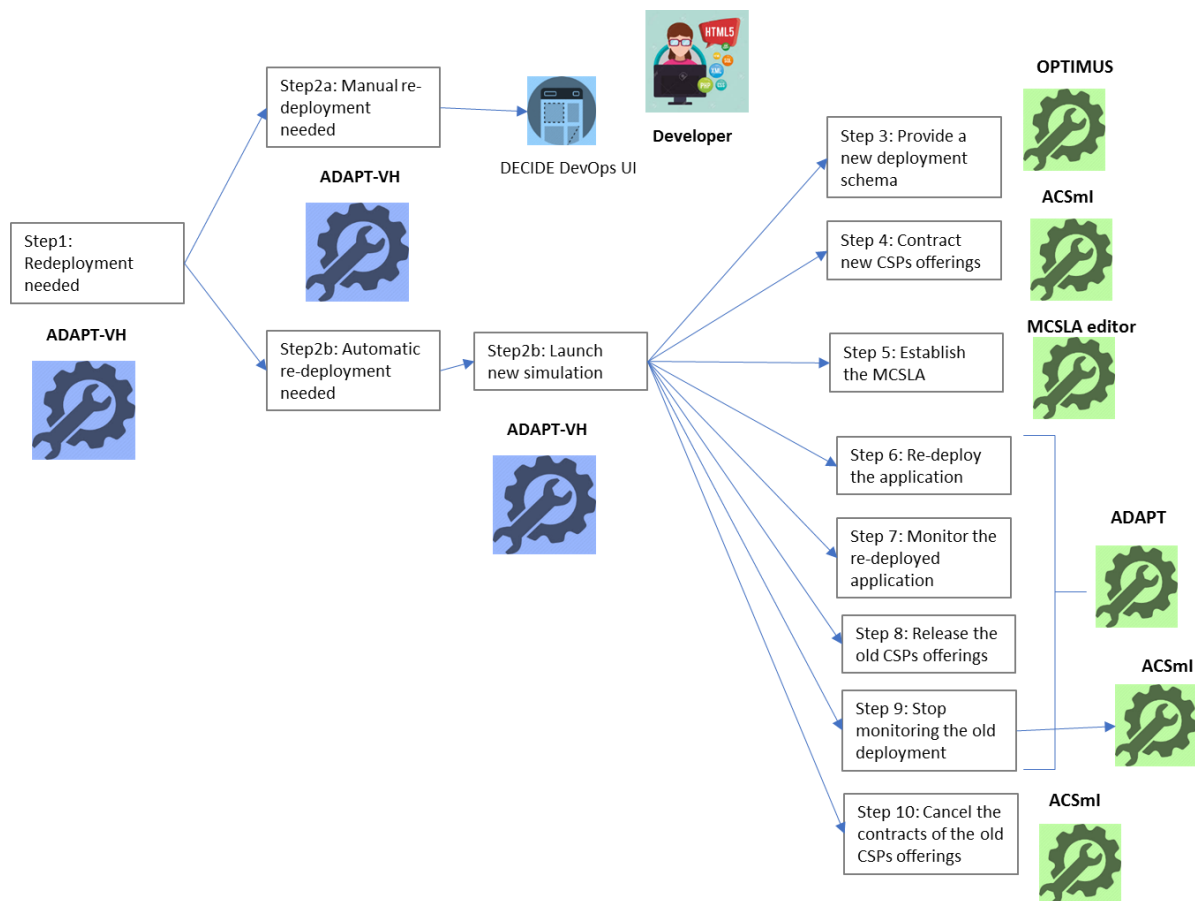 Step2a: Manual re-
deployment
needed
HTML5
XML
PHP
CSS
Developer
DECIDE DevOps UI
OPTIMUS
Step 3: Provide a
new deployment
schema
ADAPT-VH
ACSmI
Step 4: Contract
new CSPs offerings
Step1:
Redeployment
needed
ADAPT-VH
Step2b: Automatic
re-deployment
needed
Step2b: Launch
new simulation
MCSLA editor
Step 5: Establish
the MCSLA
ADAPT-VH
Step 6: Re-deploy
the application
Step 7: Monitor the
re-deployed
application
ADAPT
Step 8: Release the
old CSPs offerings
ACSmI
Step 9: Stop
monitoring the old
deployment
ACSmI
Step 10: Cancel the
contracts of the old
CSPs offerings